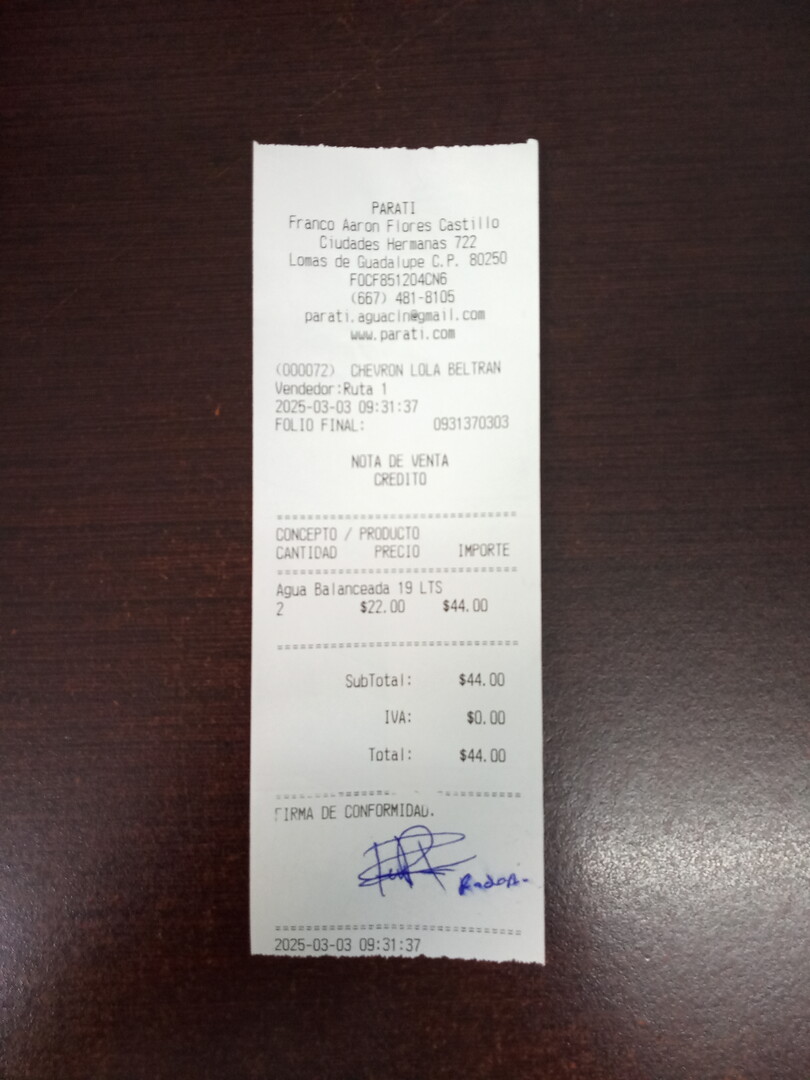 PARATI
Franco Aaron Flores Castillo
Ciudades Hermanas 722
Lomas de Guadalupe C.P. 80250
FOCF851204CN6
(667) 481-8105
parati.aguacln@gmail.com
www.parati.com
(000072) CHEVRON LOLA BELTRAN
Vendedor:Ruta 1
2025-03-03 09:31:37
FOLIO FINAL: 0931370303
NOTA DE VENTA
CREDITO
CONCEPTO / PRODUCTO
CANTIDAD PRECIO IMPORTE
Agua Balanceada 19 LTS
2 $22.00 $44.00
SubTotal: $44.00
IVA: $0.00
Total: $44.00
FIRMA DE CONFORMIDAD.
2025-03-03 09:31:37